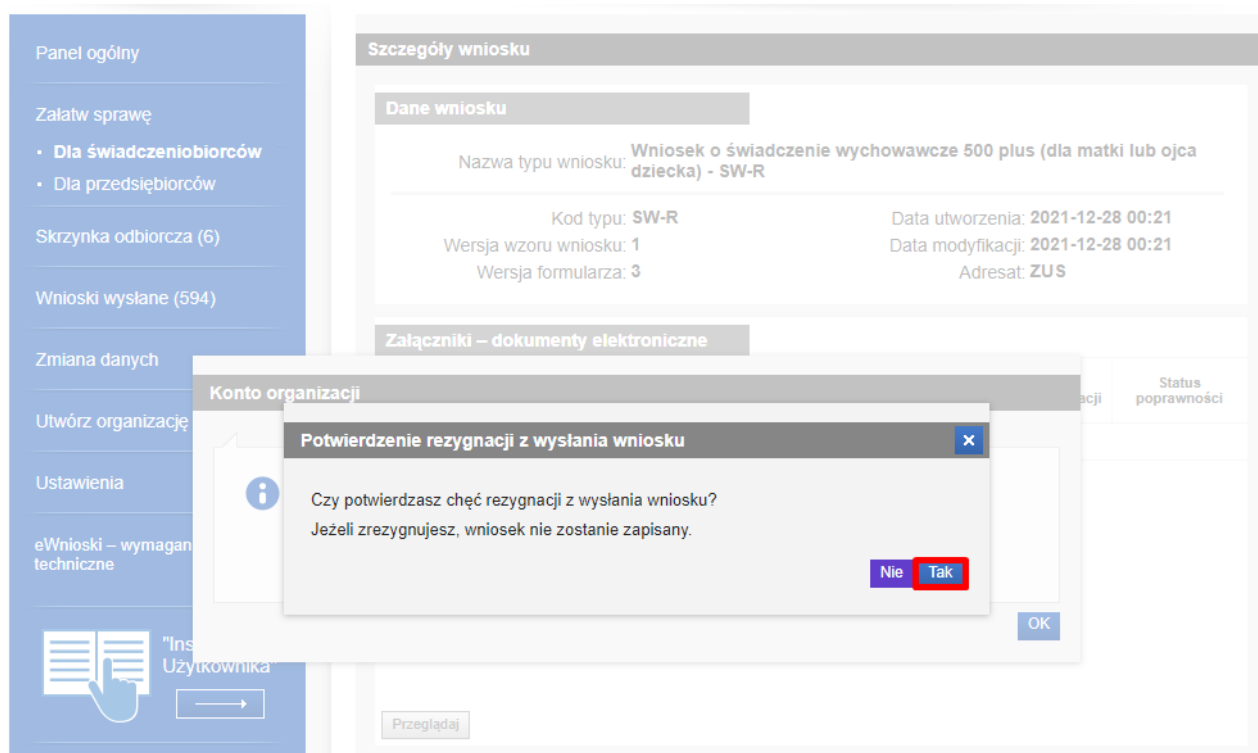 Panel ogólny
Załatw sprawę
• Dla świadczeniobiorców
• Dla przedsiębiorców
Skrzynka odbiorcza (6)
Wnioski wysłane (594)
Zmiana danych
Utwórz organizację
Ustawienia
eWnioski – wymagan
techniczne
"Ins
Użytkownika"
Szczegóły wniosku
Dane wniosku
Nazwa typu wniosku: Wniosek o świadczenie wychowawcze 500 plus (dla matki lub ojca
dziecka) - SW-R
Kod typu: SW-R Data utworzenia: 2021-12-28 00:21
Wersja wzoru wniosku: 1 Data modyfikacji: 2021-12-28 00:21
Wersja formularza: 3 Adresat: ZUS
Załączniki – dokumenty elektroniczne
acji Status
poprawności
Konto organizacji
Potwierdzenie rezygnacji z wysłania wniosku
Czy potwierdzasz chęć rezygnacji z wysłania wniosku?
Jeżeli zrezygnujesz, wniosek nie zostanie zapisany.
Nie Tak
OK
Przeglądaj